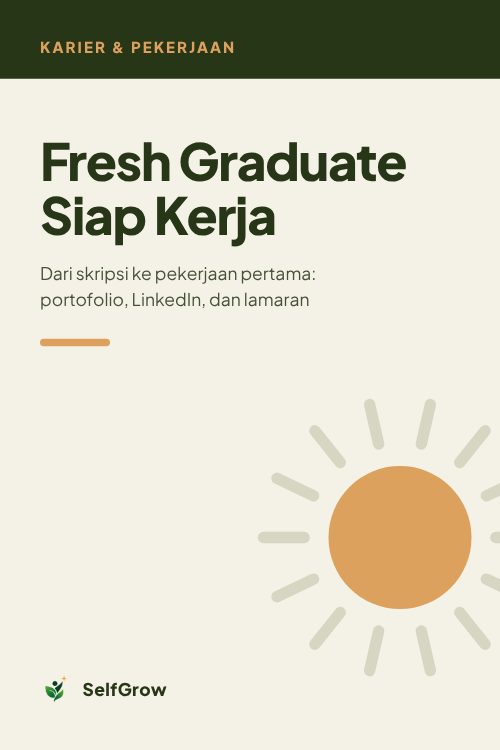 KARIER & PEKERJAAN
Fresh Graduate
Siap Kerja
Dari skripsi ke pekerjaan pertama:
portofolio, LinkedIn, dan lamaran
SelfGrow